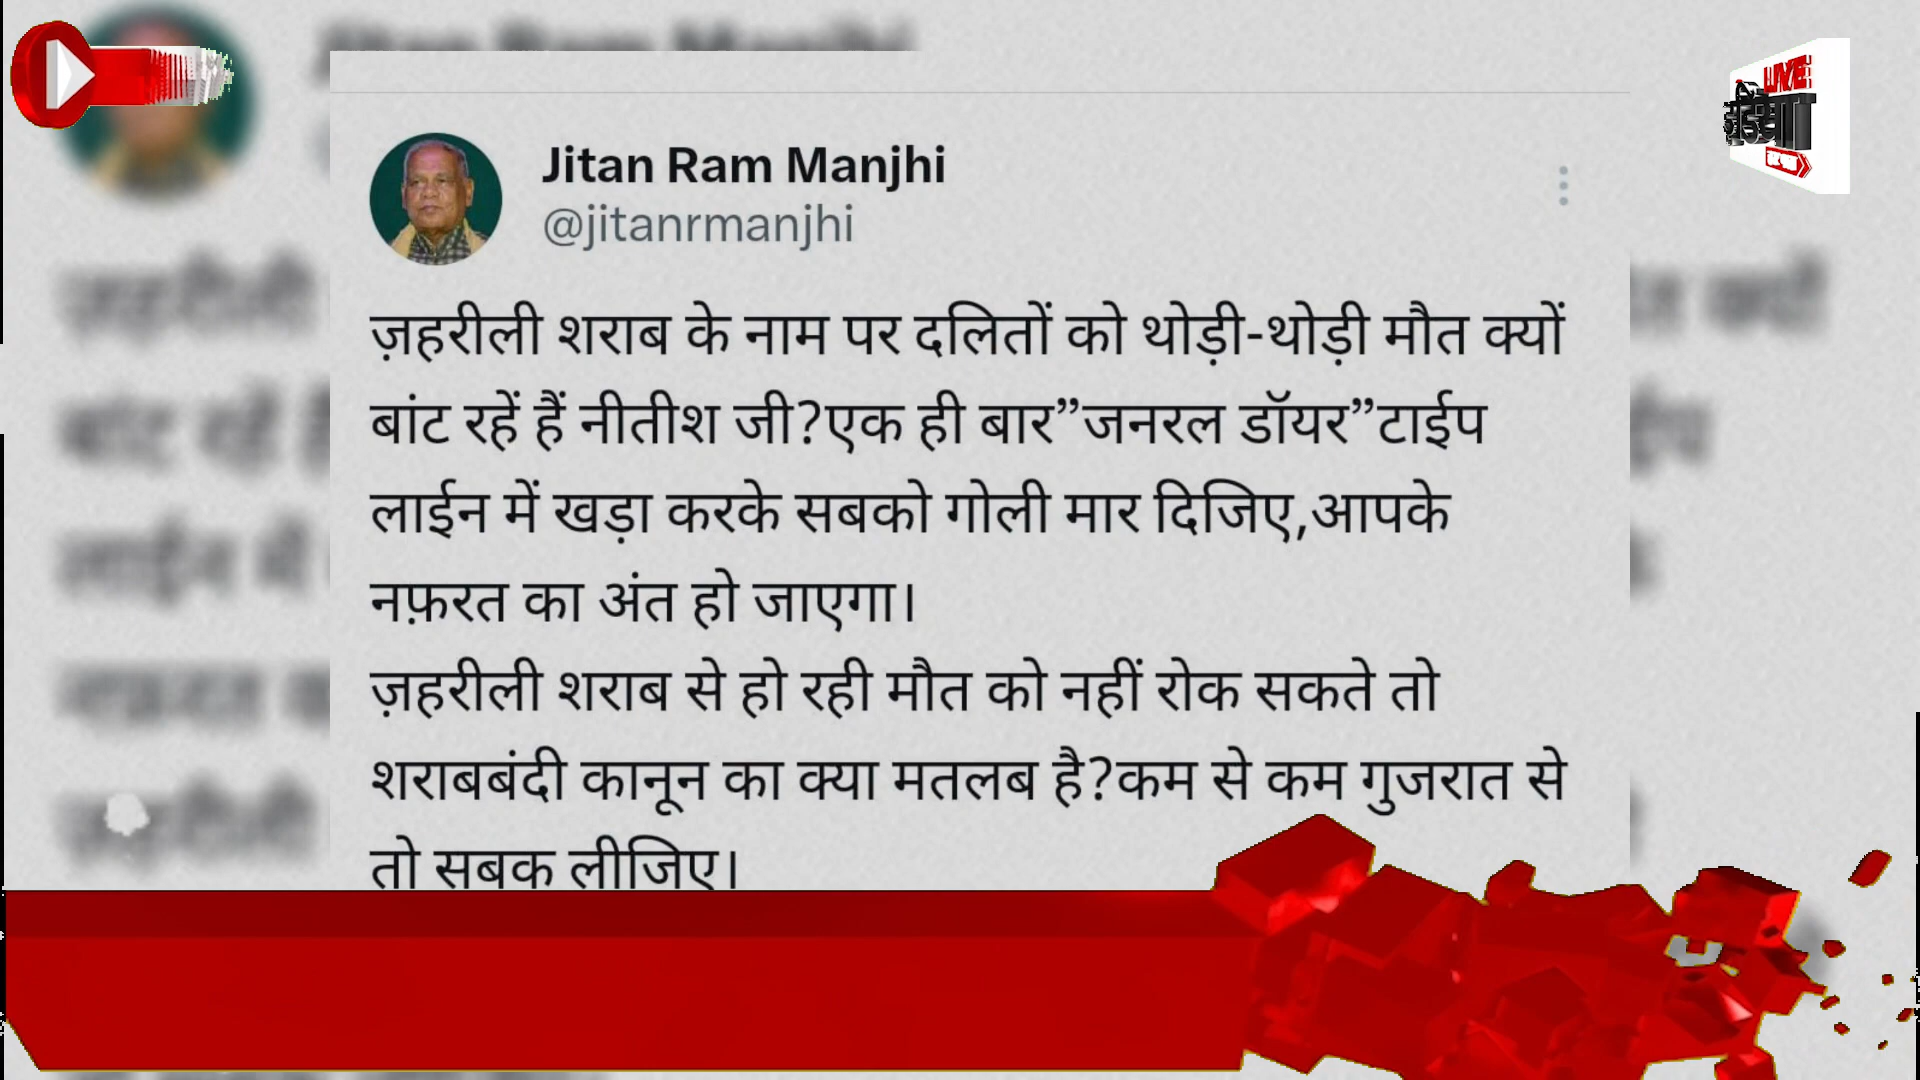 LIVE
इंडिया
Jitan Ram Manjhi
@jitanrmanjhi
ज़हरीली शराब के नाम पर दलितों को थोड़ी-थोड़ी मौत क्यों
बांट रहें हैं नीतीश जी?एक ही बार”जनरल डॉयर”टाईप
लाईन में खड़ा करके सबको गोली मार दिजिए,आपके
नफ़रत का अंत हो जाएगा।
ज़हरीली शराब से हो रही मौत को नहीं रोक सकते तो
शराबबंदी कानून का क्या मतलब है?कम से कम गुजरात से
तो सबक लीजिए।